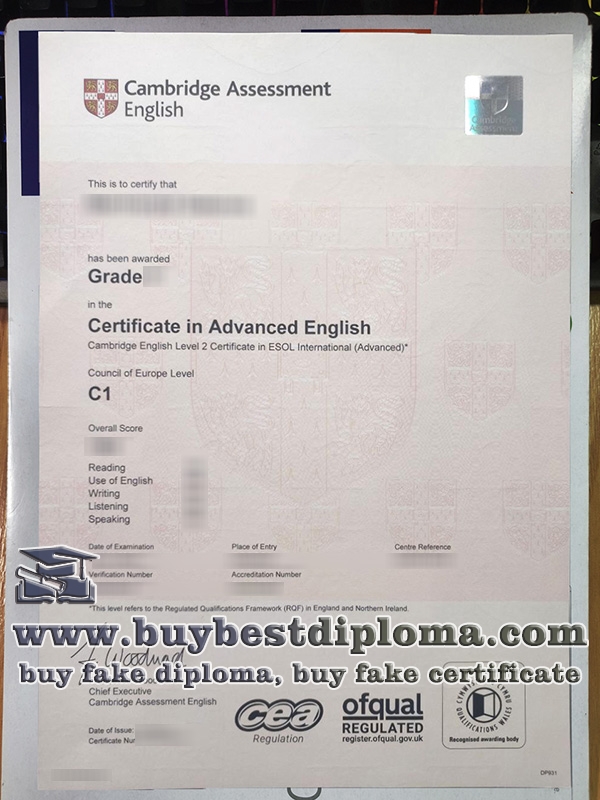 Cambridge Assessment
English
Cambridge
Assessment
This is to certify that
has been awarded
Grade
in the
Certificate in Advanced English
Cambridge English Level 2 Certificate in ESOL International (Advanced)*
Council of Europe Level
C1
Overall Score
Reading
Use of English
Writing
Listening
Speaking
Date of Examination Place of Entry Centre Reference
Verification Number Accreditation Number
*This level refers to the Regulated Qualifications Framework (RQF) in England and Northern Ireland.
www.buybestdiploma.com
buy fake diploma, buy fake certificate
Chief Executive
Cambridge Assessment English
cea
Regulation
ofqual
REGULATED
register.ofqual.gov.uk
QUALIFICATIONS WALES
Recognised awarding body
Date of Issue:
Certificate Nu
DP831